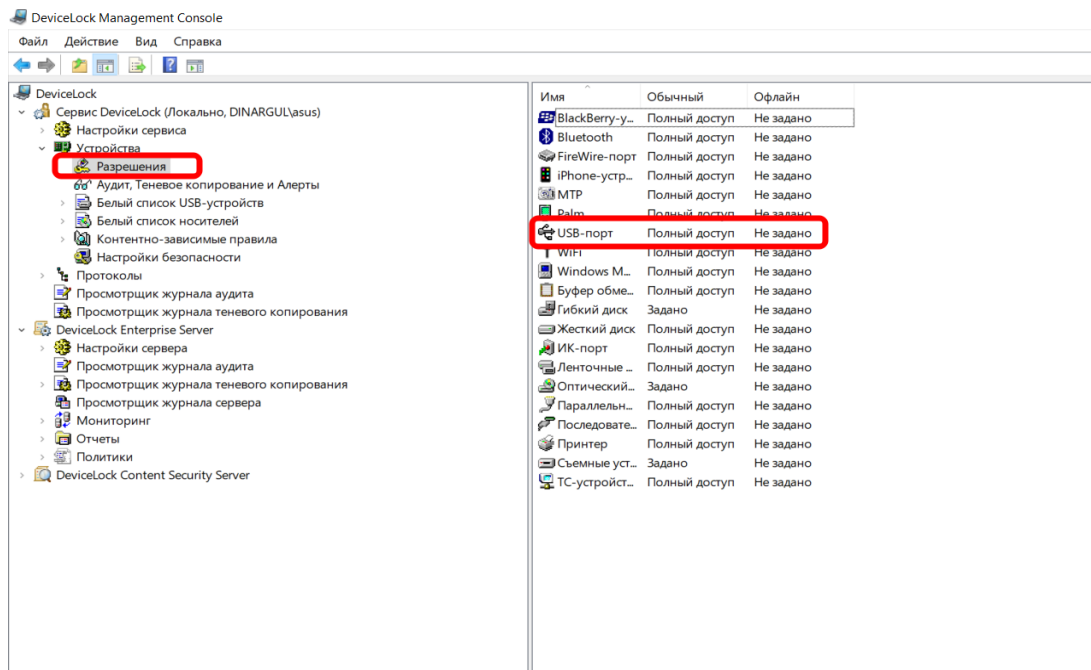 DeviceLock Management Console
Файл Действие Вид Справка
DeviceLock
Сервис DeviceLock (Локально, DINARGUL\asus)
Настройки сервиса
Устройства
Разрешения
Аудит, Теневое копирование и Алерты
Белый список USB-устройств
Белый список носителей
Контентно-зависимые правила
Настройки безопасности
Протоколы
Просмотрщик журнала аудита
Просмотрщик журнала теневого копирования
DeviceLock Enterprise Server
Настройки сервера
Просмотрщик журнала аудита
Просмотрщик журнала теневого копирования
Просмотрщик журнала сервера
Мониторинг
Отчеты
Политики
DeviceLock Content Security Server
Имя Обычный Офлайн
BlackBerry-у... Полный доступ Не задано
Bluetooth Полный доступ Не задано
FireWire-порт Полный доступ Не задано
iPhone-устр... Полный доступ Не задано
MTP Полный доступ Не задано
Palm Полный доступ Не задано
USB-порт Полный доступ Не задано
WiFi Полный доступ Не задано
Windows M... Полный доступ Не задано
Буфер обме... Полный доступ Не задано
Гибкий диск Задано Не задано
Жесткий диск Полный доступ Не задано
ИК-порт Полный доступ Не задано
Ленточные ... Полный доступ Не задано
Оптический... Задано Не задано
Параллельн... Полный доступ Не задано
Последовате... Полный доступ Не задано
Принтер Полный доступ Не задано
Съемные уст... Задано Не задано
ТС-устройст... Полный доступ Не задано